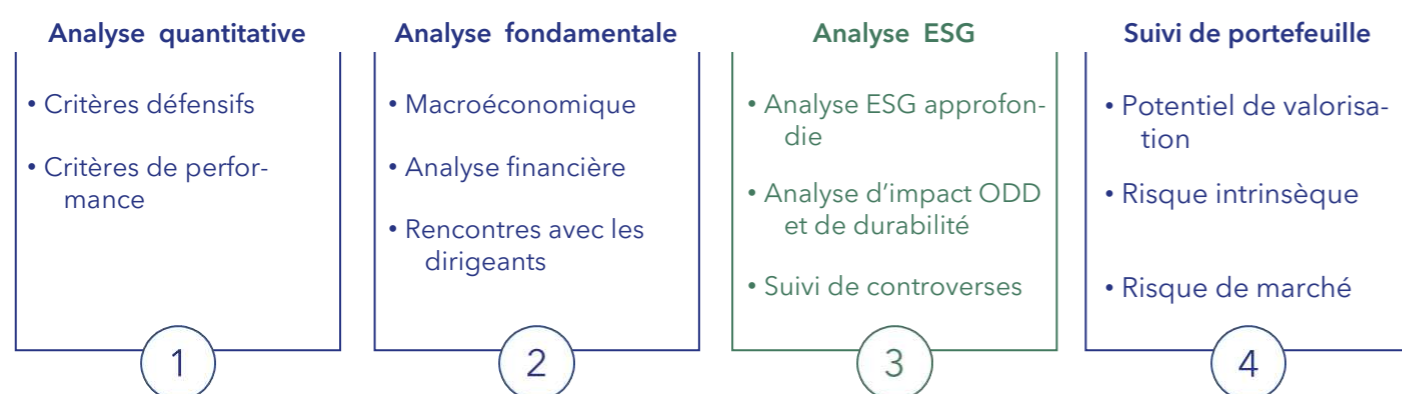 Analyse quantitative
• Critères défensifs
• Critères de perfor-
mance
1
Analyse fondamentale
• Macroéconomique
• Analyse financière
• Rencontres avec les
dirigeants
2
Analyse ESG
• Analyse ESG approfon-
die
• Analyse d’impact ODD
et de durabilité
• Suivi de controverses
3
Suivi de portefeuille
• Potentiel de valorisa-
tion
• Risque intrinsèque
• Risque de marché
4